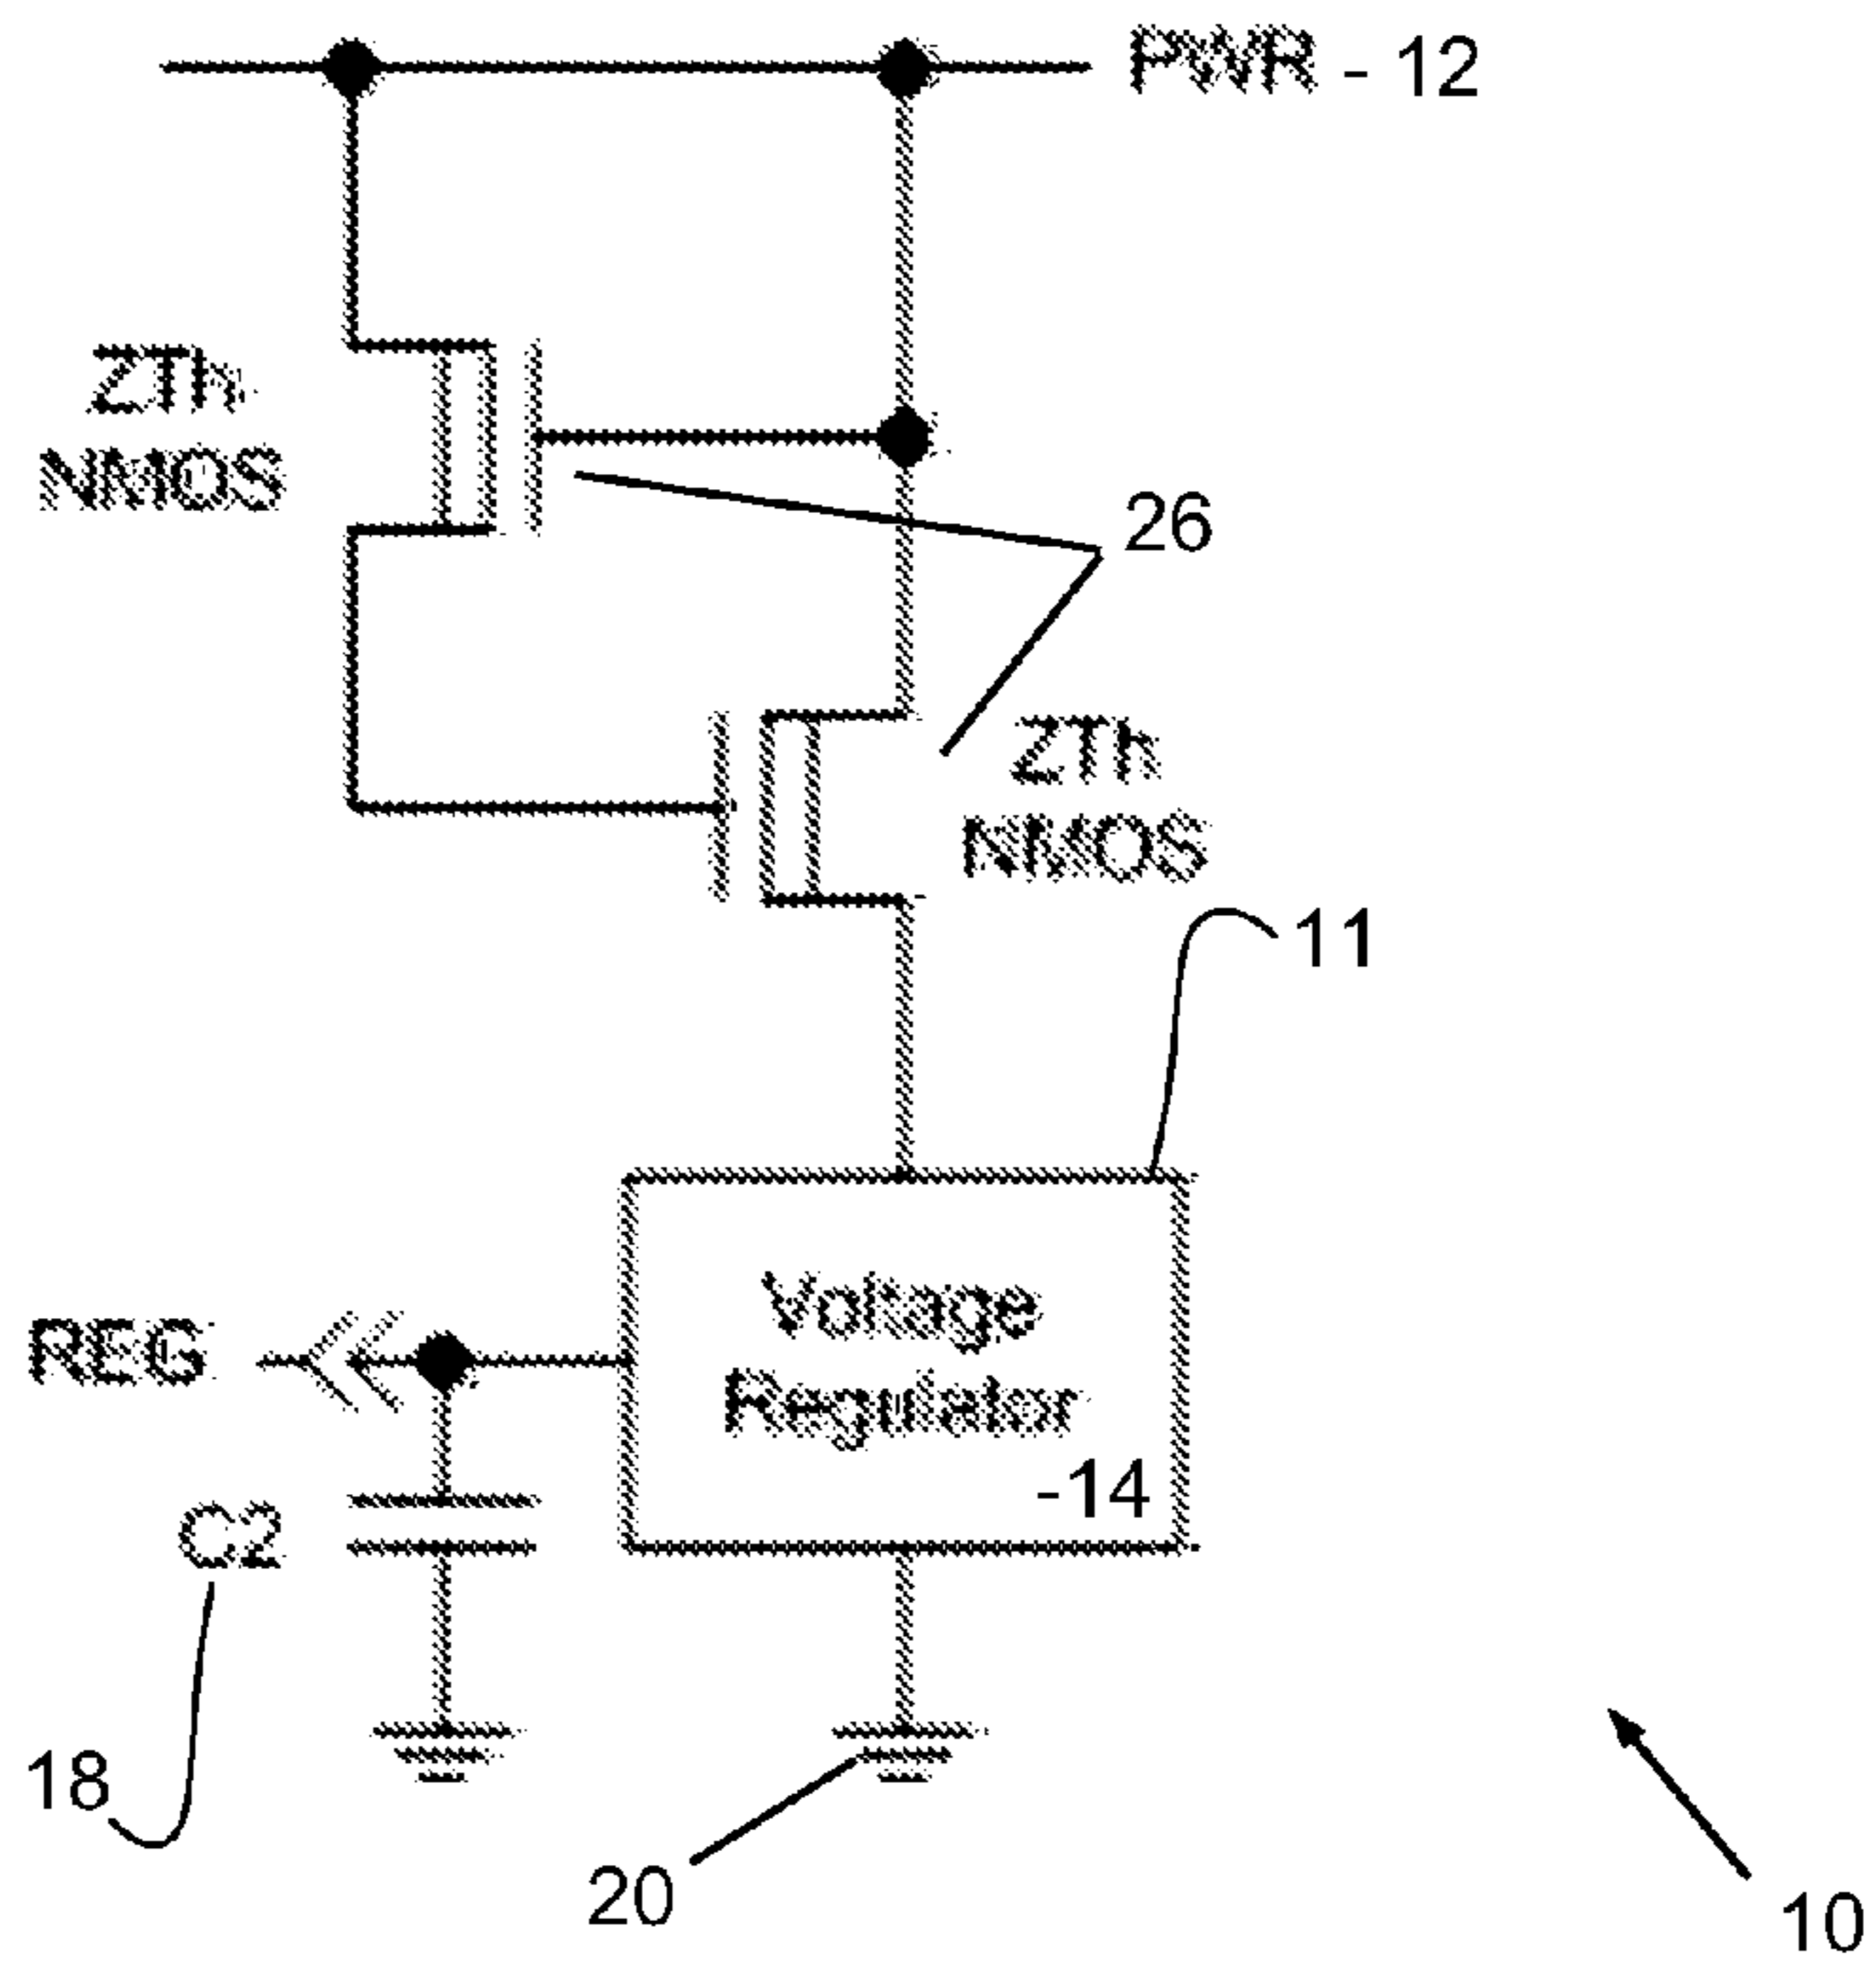 PWR - 12
ZTh
NMOS
26
ZTh
NMOS
11
Voltage
Regulator
-14
REG
C2
18
20
10